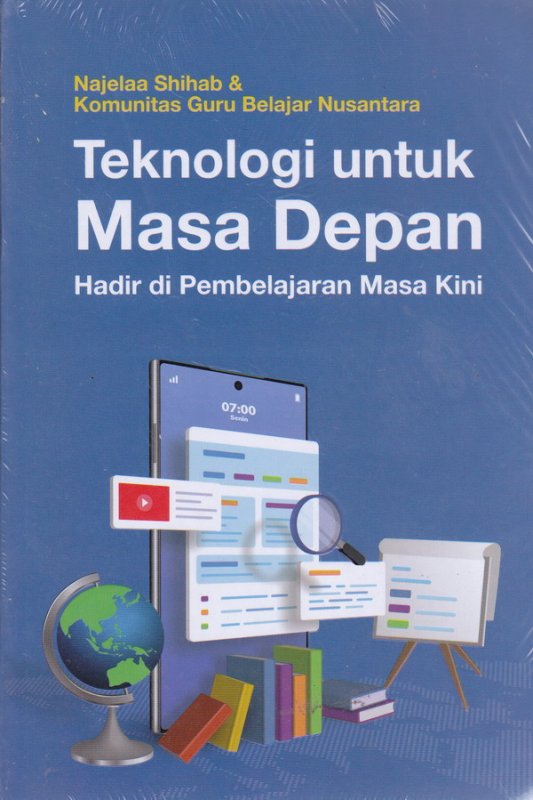 Najelaa Shihab &
Komunitas Guru Belajar Nusantara
Teknologi untuk
Masa Depan
Hadir di Pembelajaran Masa Kini
07:00
Senin